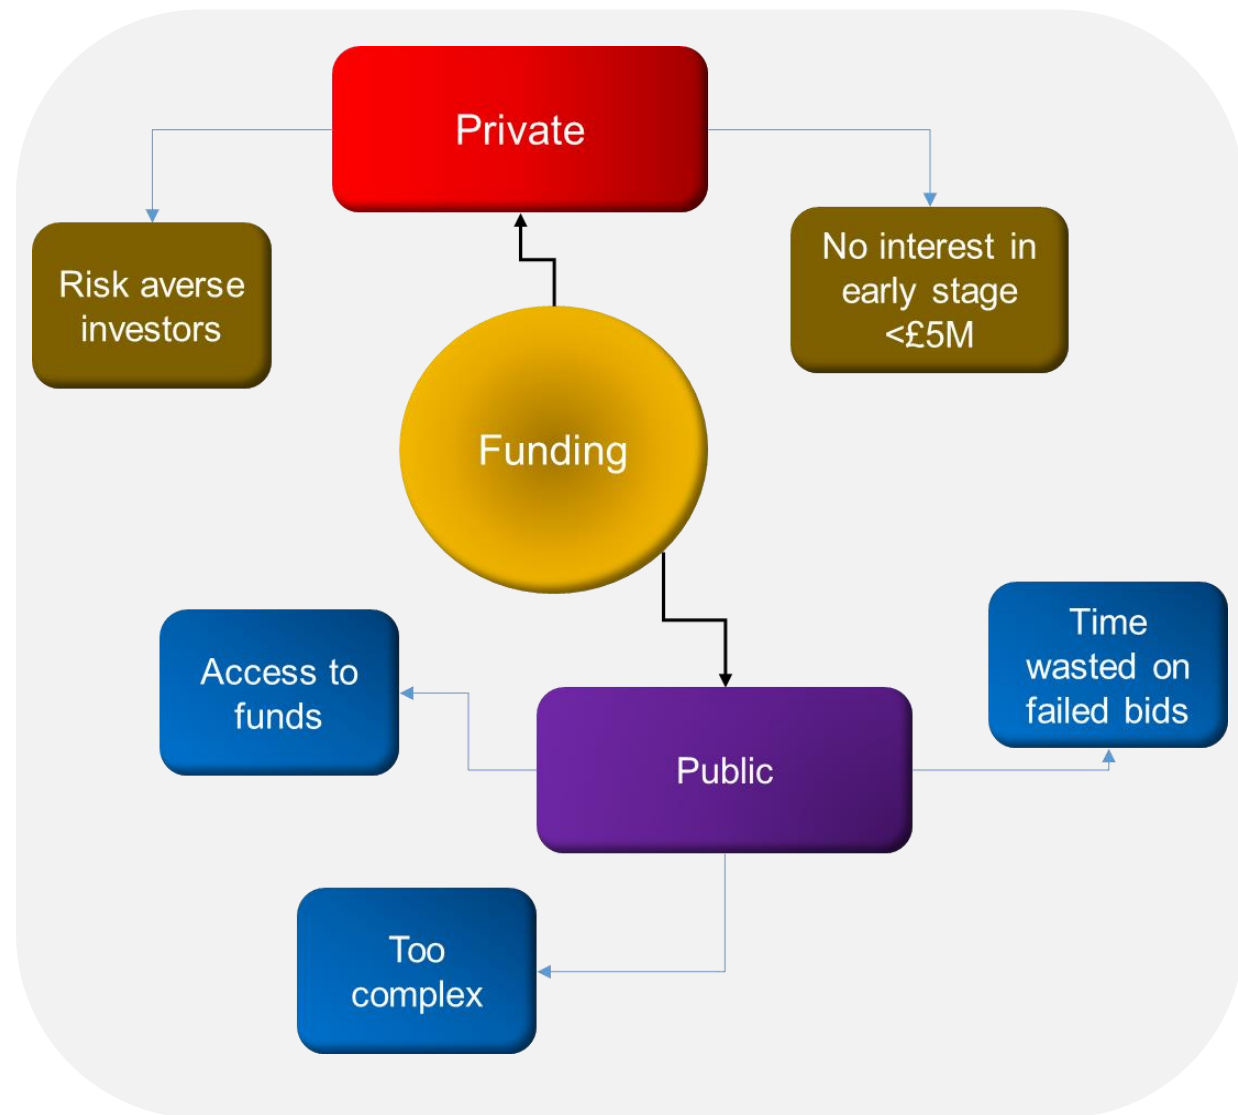 Private
Risk averse
investors
No interest in
early stage
<£5M
Funding
Access to
funds
Time
wasted on
failed bids
Public
Too
complex